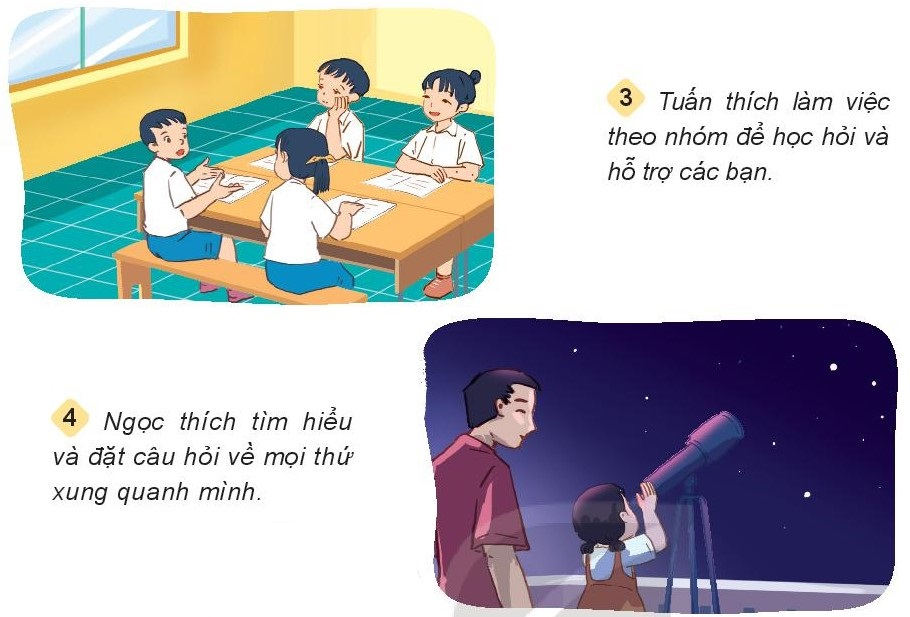 3 Tuấn thích làm việc
theo nhóm để học hỏi và
hỗ trợ các bạn.
4 Ngọc thích tìm hiểu
và đặt câu hỏi về mọi thứ
xung quanh mình.